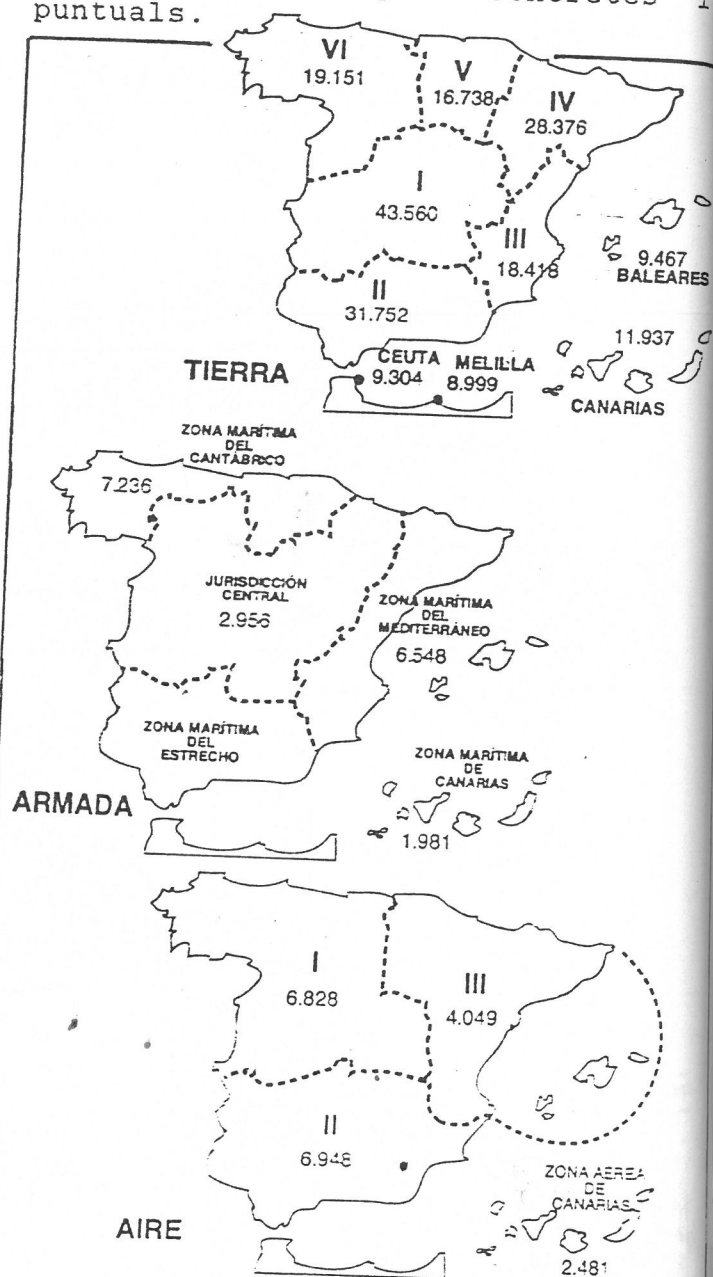 puntuals.
VI
19.151
V
16.738
IV
28.376
I
43.560
III
18.418
9.467
BALEARES
II
31.752
11.937
CANARIAS
TIERRA
CEUTA
9.304
MELILLA
8.999
ZONA MARÍTIMA
DEL
CANTÁBRICO
7.236
JURISDICCIÓN
CENTRAL
2.956
ZONA MARÍTIMA
DEL
MEDITERRÁNEO
6.548
ZONA MARÍTIMA
DEL
ESTRECHO
ZONA MARÍTIMA
DE
CANARIAS
1.981
ARMADA
I
6.828
III
4.049
II
6.948
ZONA AEREA
DE
CANARIAS
2.481
AIRE